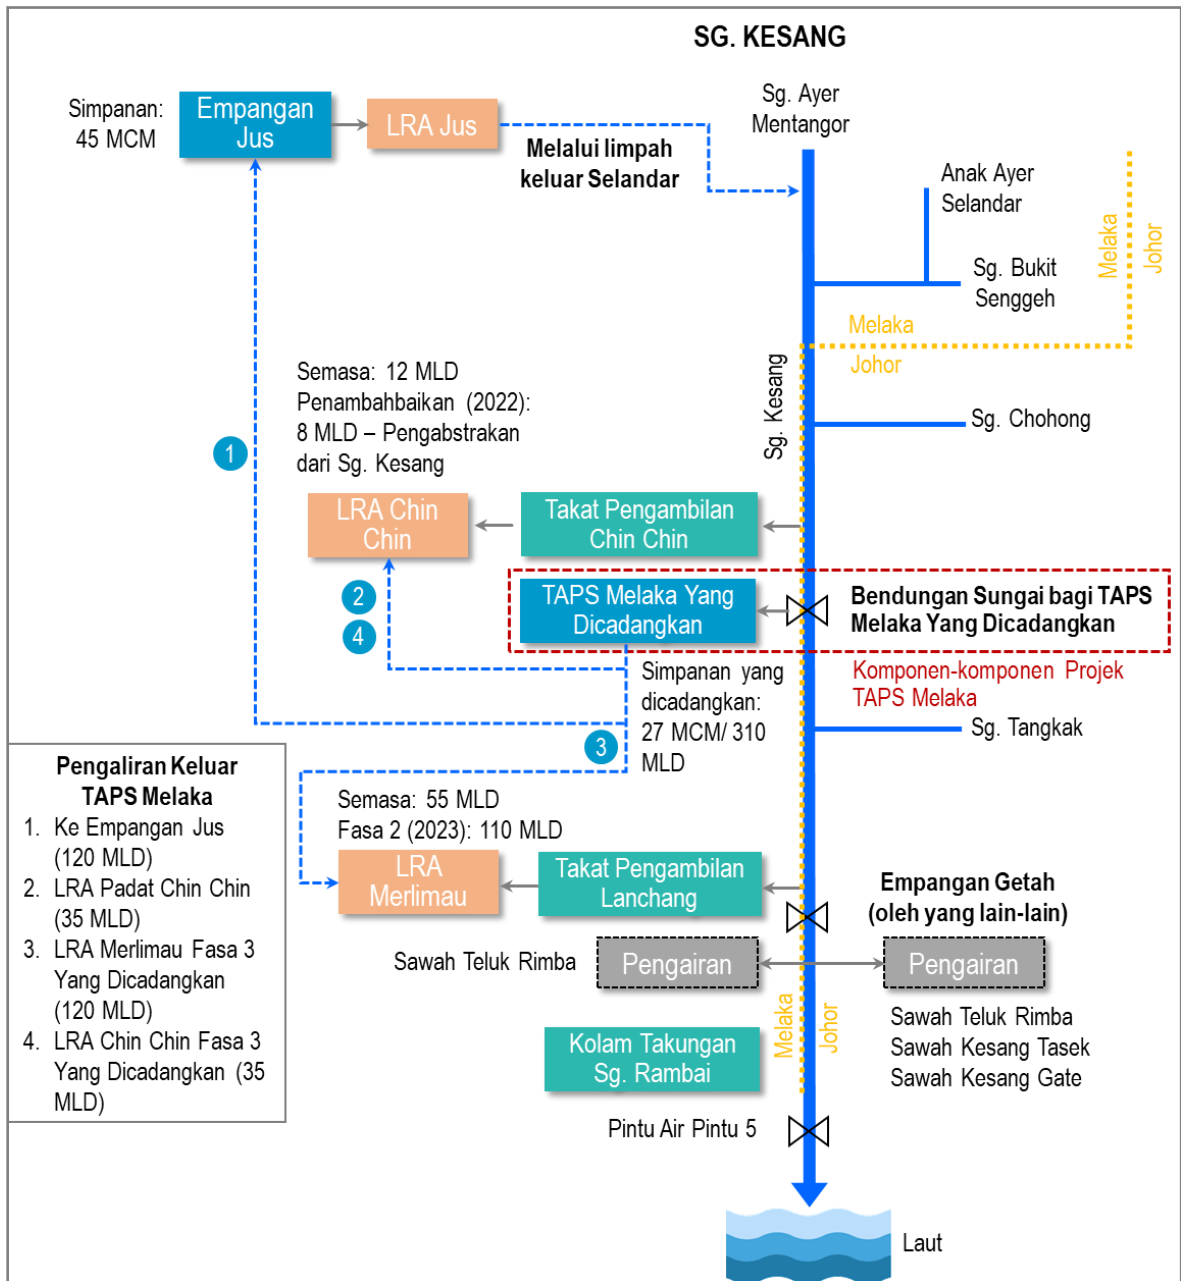 SG. KESANG
Simpanan:
45 MCM
Empangan
Jus
LRA Jus
Melalui limpah
keluar Selandar
Sg. Ayer
Mentangor
Anak Ayer
Selandar
Sg. Bukit
Senggeh
Melaka
Johor
Melaka
Johor
Sg. Kesang
Semasa: 12 MLD
Penambahbaikan (2022):
8 MLD – Pengabstrakan
dari Sg. Kesang
Sg. Chohong
1
LRA Chin
Chin
Takat Pengambilan
Chin Chin
2
4
TAPS Melaka Yang
Dicadangkan
Bendungan Sungai bagi TAPS
Melaka Yang Dicadangkan
Simpanan yang
dicadangkan:
27 MCM/ 310
MLD
Komponen-komponen Projek
TAPS Melaka
Sg. Tangkak
3
Pengaliran Keluar
TAPS Melaka
1. Ke Empangan Jus
(120 MLD)
2. LRA Padat Chin Chin
(35 MLD)
3. LRA Merlimau Fasa 3
Yang Dicadangkan
(120 MLD)
4. LRA Chin Chin Fasa 3
Yang Dicadangkan (35
MLD)
Semasa: 55 MLD
Fasa 2 (2023): 110 MLD
LRA
Merlimau
Takat Pengambilan
Lanchang
Empangan Getah
(oleh yang lain-lain)
Sawah Teluk Rimba
Pengairan
Pengairan
Sawah Teluk Rimba
Sawah Kesang Tasek
Sawah Kesang Gate
Melaka
Johor
Kolam Takungan
Sg. Rambai
Pintu Air Pintu 5
Laut